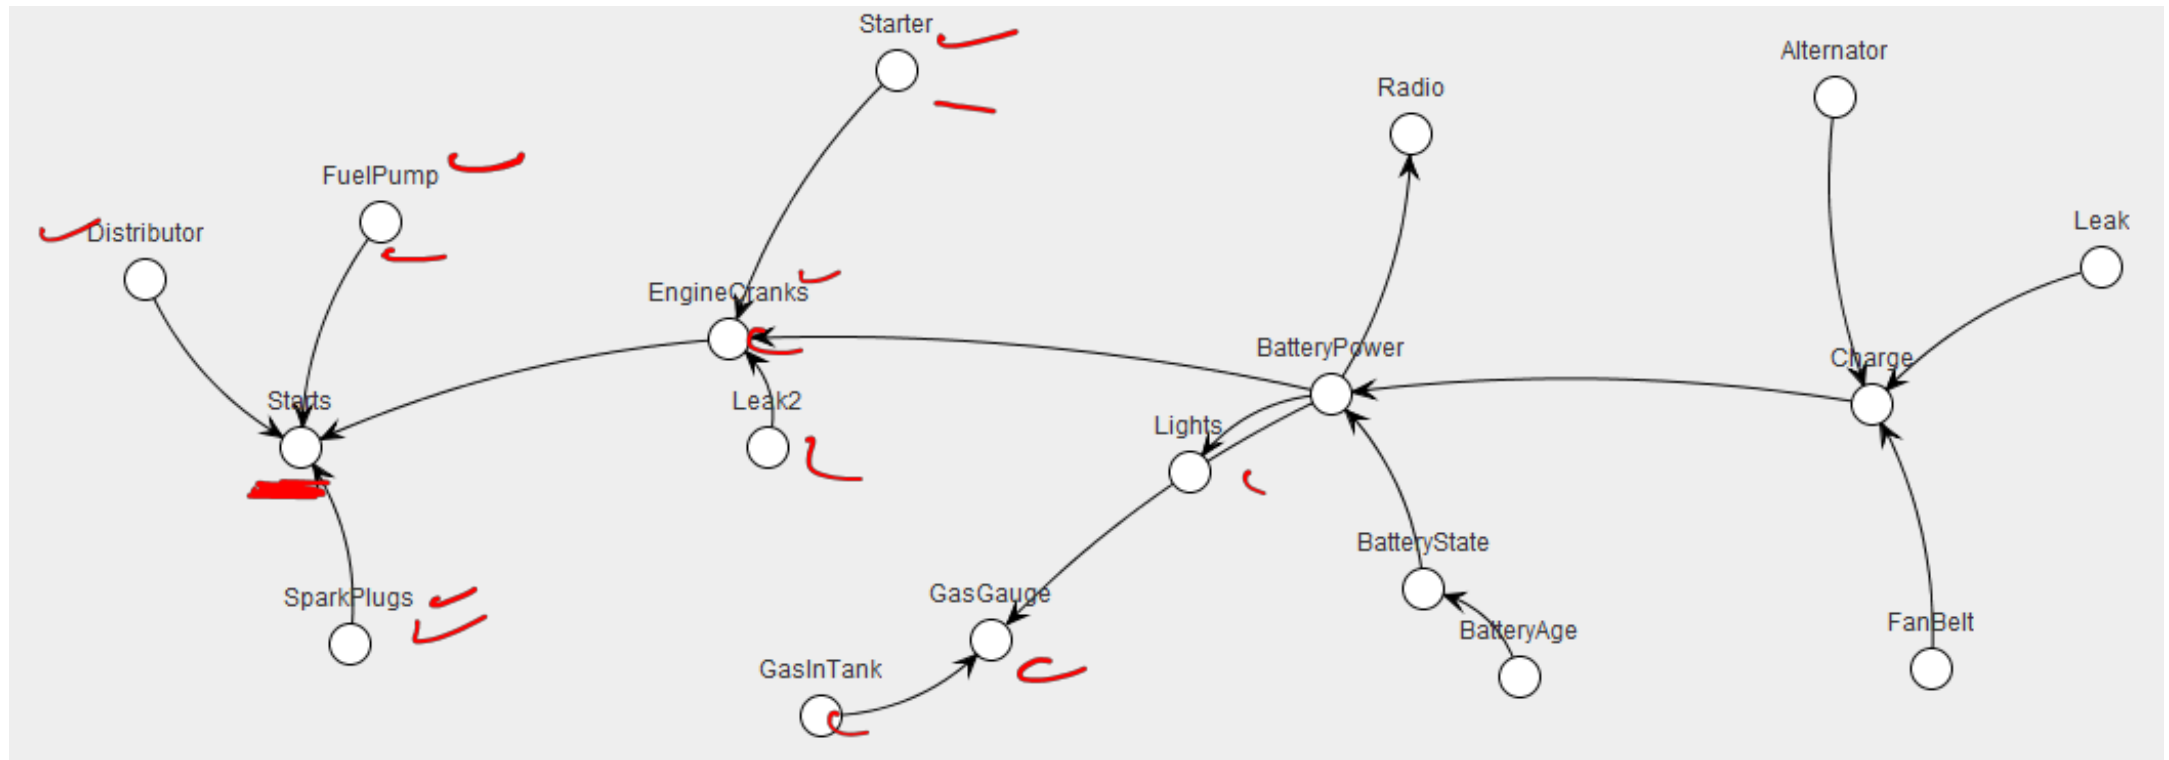 Starter
Alternator
Radio
FuelPump
Leak
Distributor
EngineCranks
BatteryPower
Charge
Starts
Leak2
Lights
BatteryState
GasGauge
SparkPlugs
FanBelt
BatteryAge
GasInTank